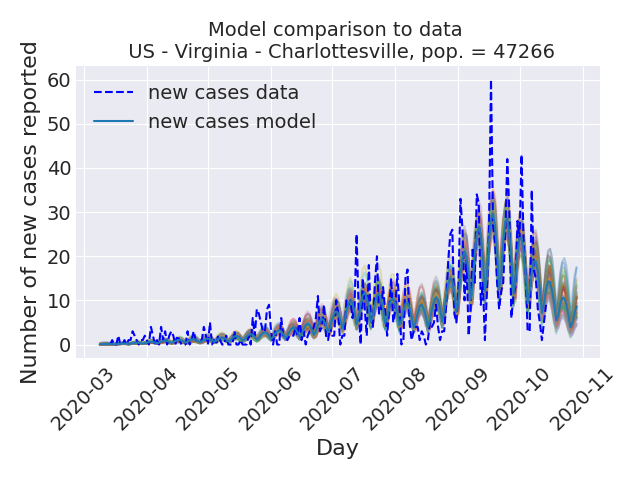 Model comparison to data
US - Virginia - Charlottesville, pop. = 47266
Number of new cases reported
60
50
40
30
20
10
0
new cases data
new cases model
2020-03
2020-04
2020-05
2020-06
2020-07
2020-08
2020-09
2020-10
2020-11
Day